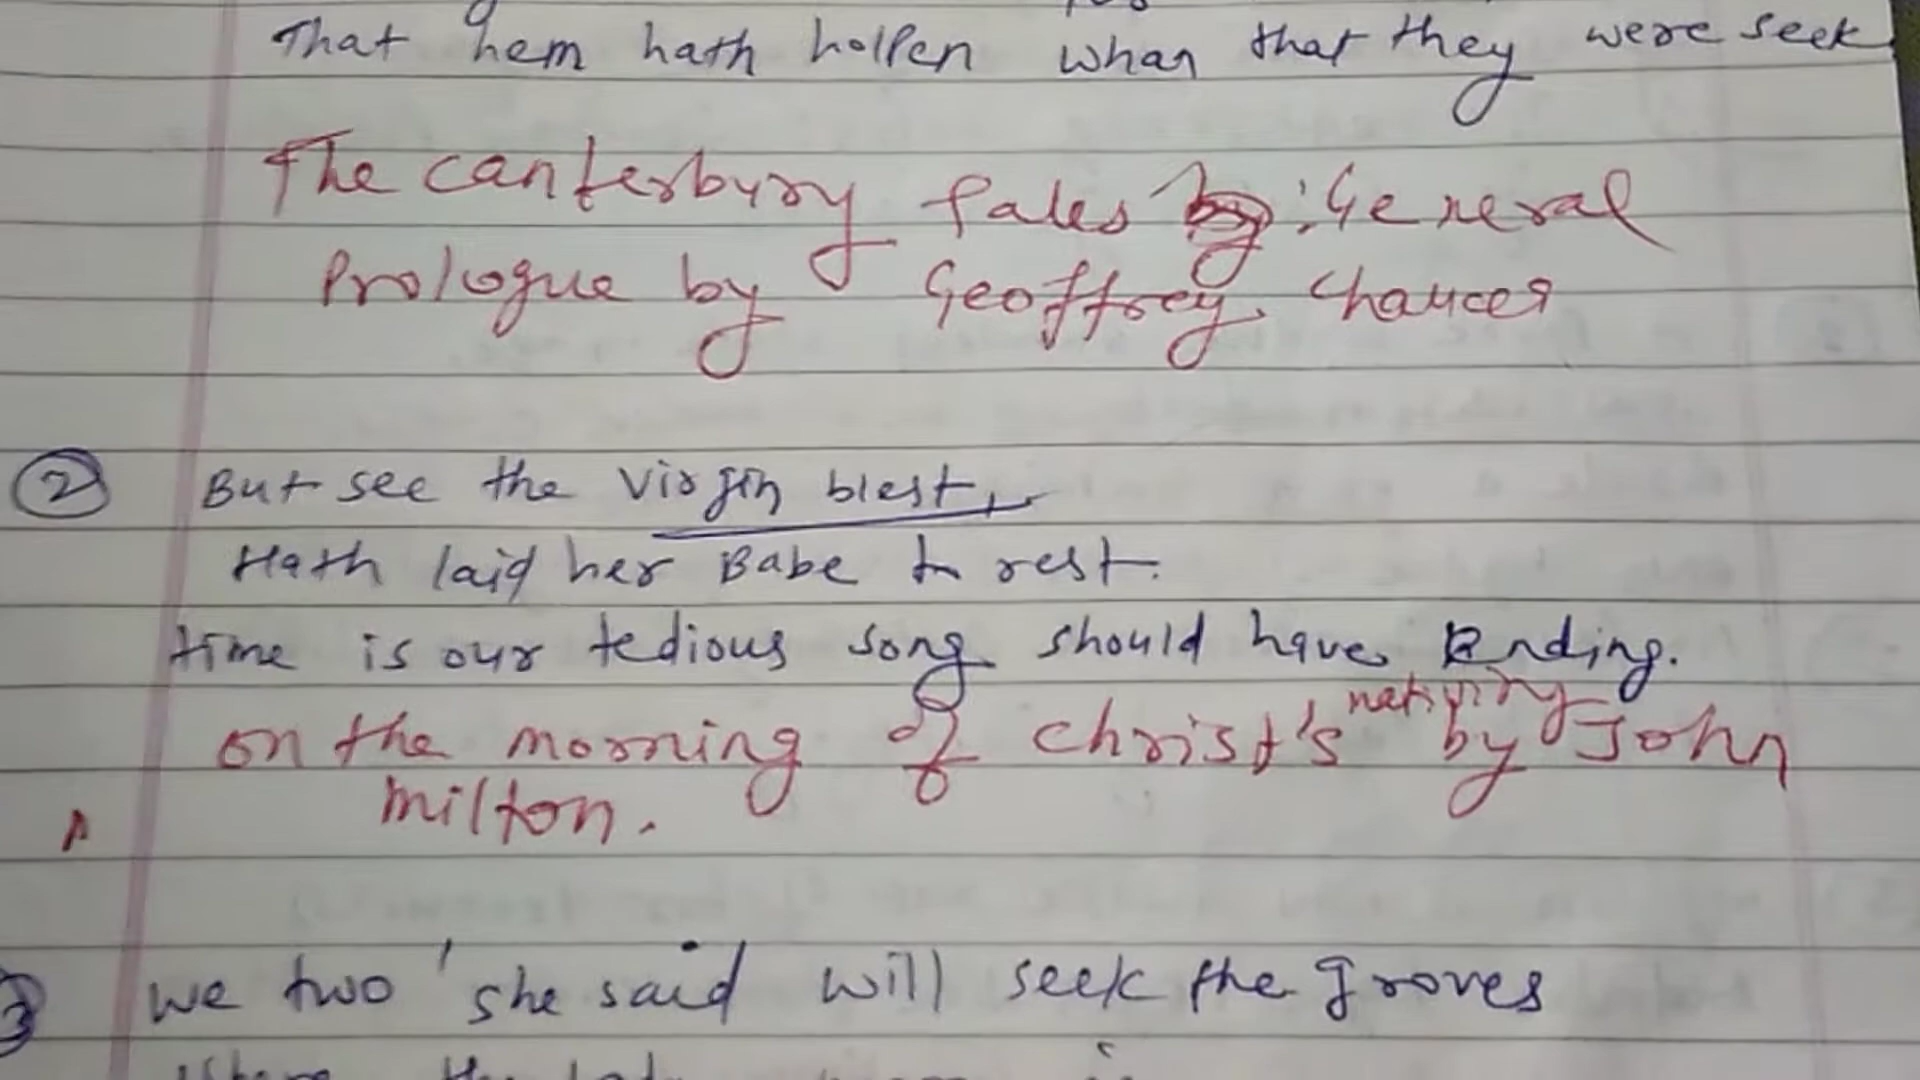 That hem hath holpen whan that they were seek
The Canterbury Tales : General
Prologue by Geoffrey Chaucer
2 But see the Virgin blest,
Hath laid her Babe to rest.
time is our tedious song should have Ending.
on the morning of christ's nativity by John
milton.
3 we two 'she said will seek the groves